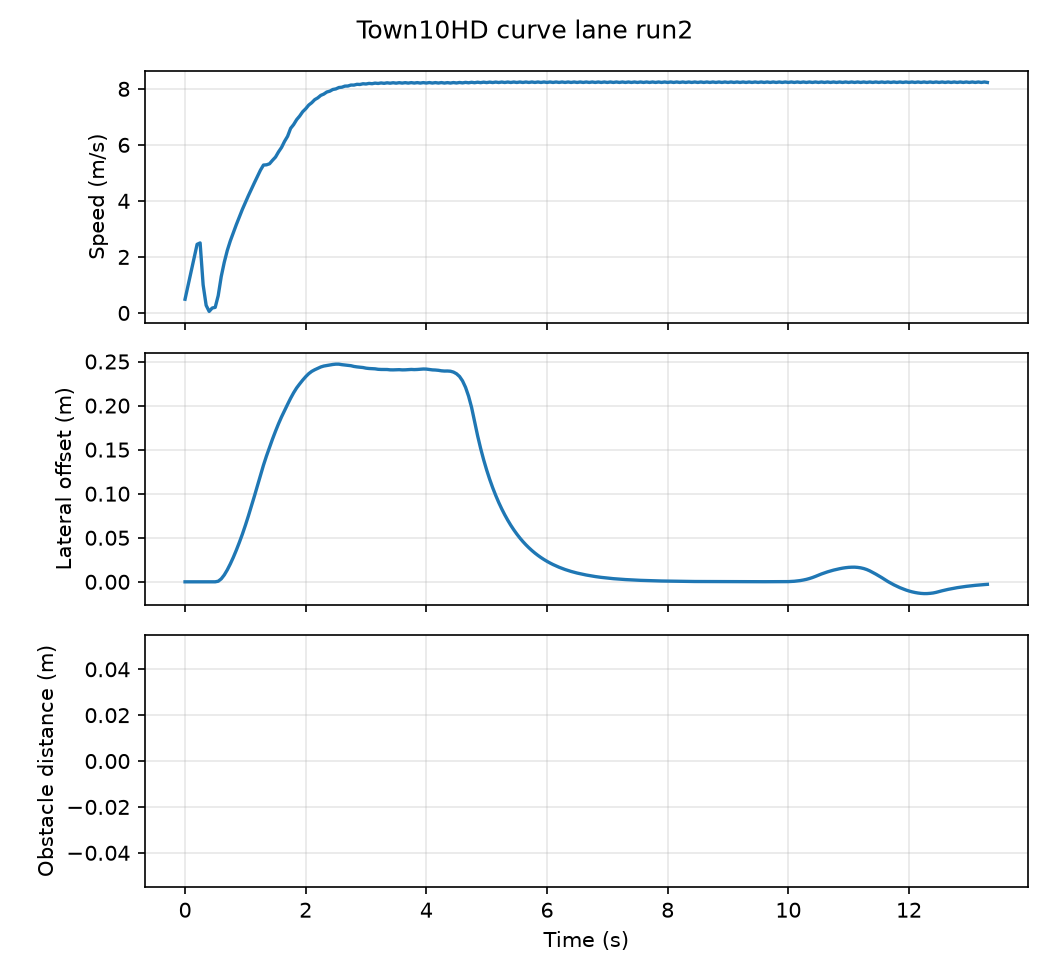 Town10HD curve lane run2
Speed (m/s)
8
6
4
2
0
Lateral offset (m)
0.25
0.20
0.15
0.10
0.05
0.00
Obstacle distance (m)
0.04
0.02
0.00
−0.02
−0.04
0 2 4 6 8 10 12
Time (s)